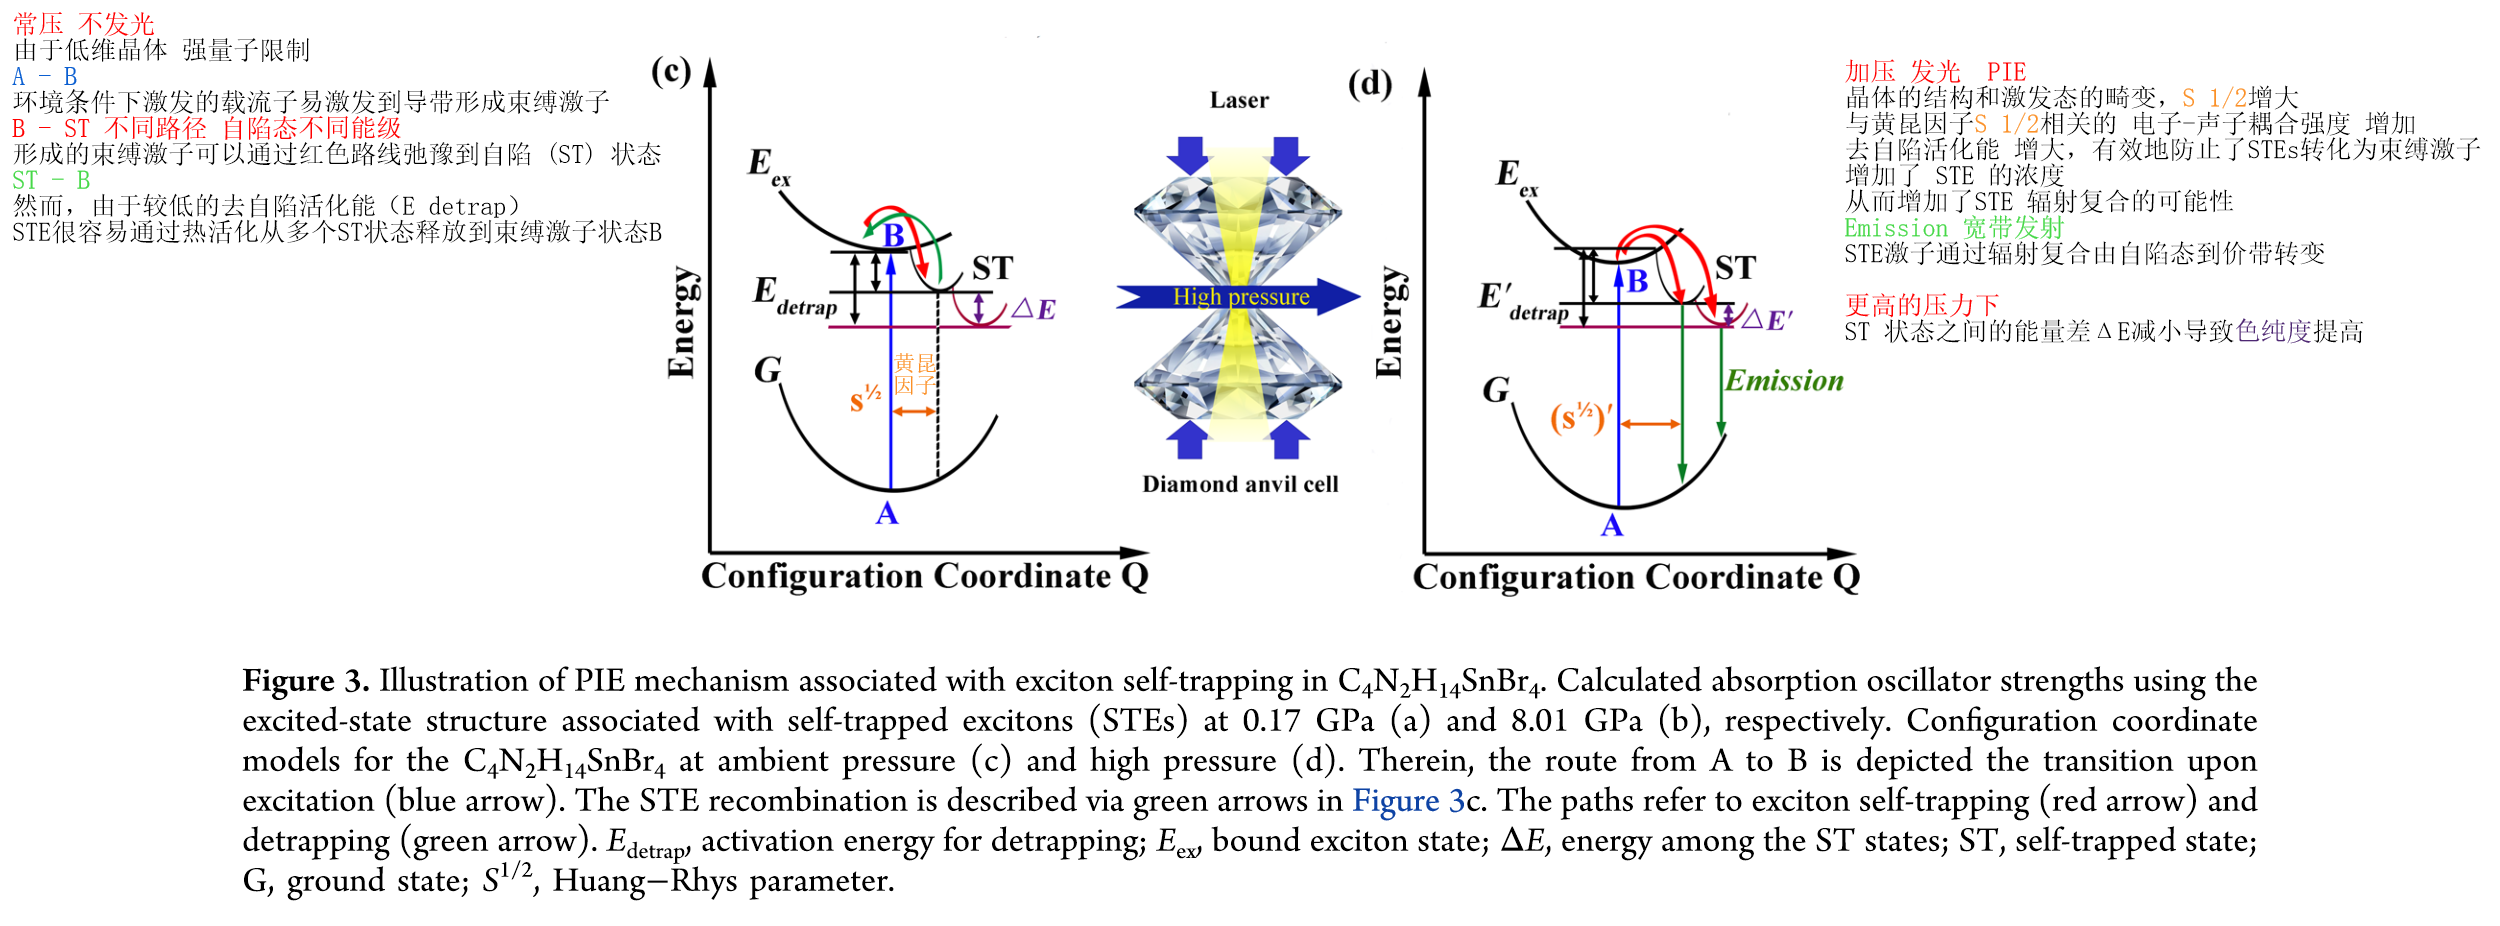 常压 不发光
由于低维晶体 强量子限制
A - B
环境条件下激发的载流子易激发到导带形成束缚激子
B - ST 不同路径 自陷态不同能级
形成的束缚激子可以通过红色路线弛豫到自陷 (ST) 状态
ST - B
然而，由于较低的去自陷活化能（E detrap）
STE很容易通过热活化从多个ST状态释放到束缚激子状态B
(c)
Energy
E_ex
B
ST
E_detrap
△E
G
黄昆
因子
s^½
A
Configuration Coordinate Q
Laser
High pressure
Diamond anvil cell
(d)
Energy
E_ex
B
ST
E′_detrap
△E′
G
Emission
(s^½)′
A
Configuration Coordinate Q
加压 发光 PIE
晶体的结构和激发态的畸变，S 1/2增大
与黄昆因子S 1/2相关的 电子-声子耦合强度 增加
去自陷活化能 增大，有效地防止了STEs转化为束缚激子
增加了 STE 的浓度
从而增加了STE 辐射复合的可能性
Emission 宽带发射
STE激子通过辐射复合由自陷态到价带转变
更高的压力下
ST 状态之间的能量差ΔE减小导致色纯度提高
Figure 3. Illustration of PIE mechanism associated with exciton self-trapping in C₄N₂H₁₄SnBr₄. Calculated absorption oscillator strengths using the
excited-state structure associated with self-trapped excitons (STEs) at 0.17 GPa (a) and 8.01 GPa (b), respectively. Configuration coordinate
models for the C₄N₂H₁₄SnBr₄ at ambient pressure (c) and high pressure (d). Therein, the route from A to B is depicted the transition upon
excitation (blue arrow). The STE recombination is described via green arrows in Figure 3c. The paths refer to exciton self-trapping (red arrow) and
detrapping (green arrow). E_detrap, activation energy for detrapping; E_ex, bound exciton state; ΔE, energy among the ST states; ST, self-trapped state;
G, ground state; S^1/2, Huang−Rhys parameter.